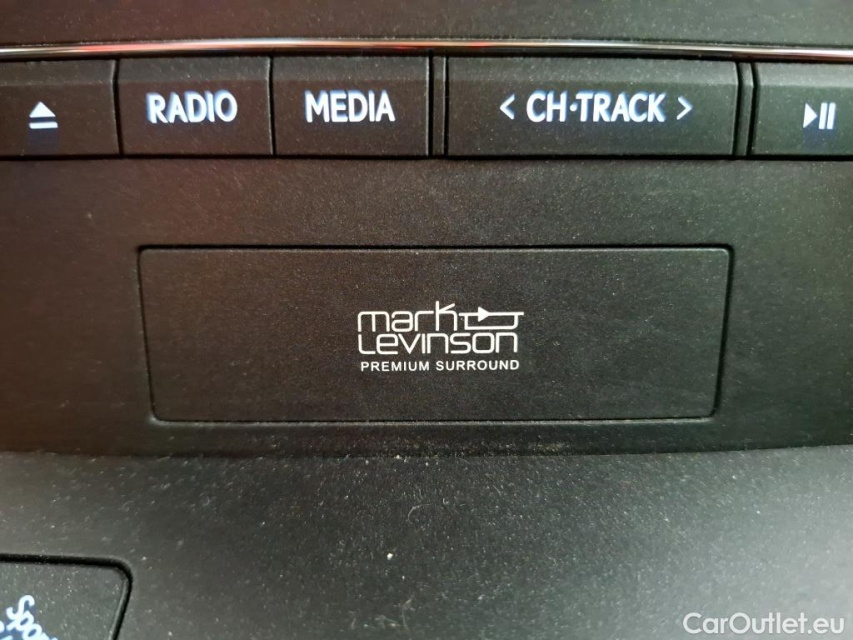 RADIO MEDIA < CH·TRACK >
mark
Levinson
PREMIUM SURROUND
CarOutlet.eu